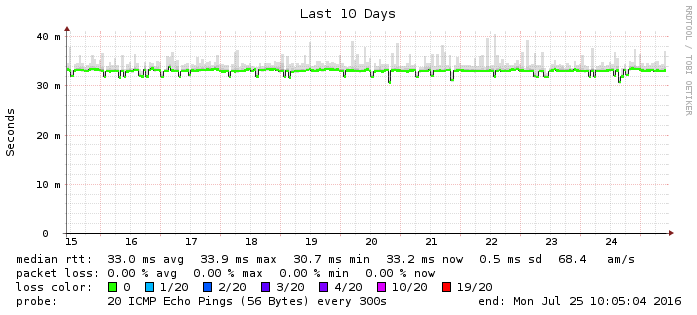 Last 10 Days
RRDTOOL / TOBI OETIKER
Seconds
40 m
30 m
20 m
10 m
0
15 16 17 18 19 20 21 22 23 24
median rtt: 33.0 ms avg 33.9 ms max 30.7 ms min 33.2 ms now 0.5 ms sd 68.4 am/s
packet loss: 0.00 % avg 0.00 % max 0.00 % min 0.00 % now
loss color: 0 1/20 2/20 3/20 4/20 10/20 19/20
probe: 20 ICMP Echo Pings (56 Bytes) every 300s end: Mon Jul 25 10:05:04 2016